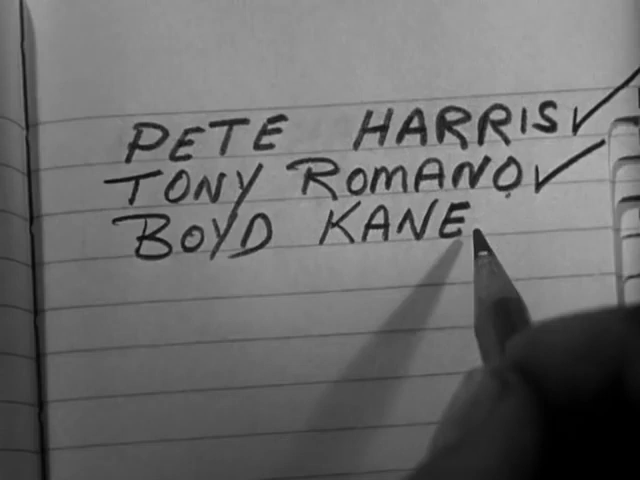 PETE HARRIS ✓
TONY ROMANO ✓
BOYD KANE